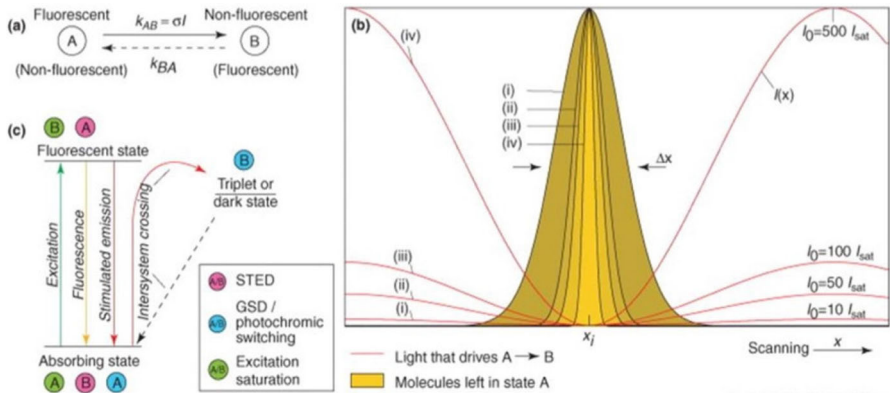 (a)
Fluorescent
Non-fluorescent
k_AB = σI
A
B
k_BA
(Non-fluorescent)
(Fluorescent)
(c)
B A
Fluorescent state
B
Triplet or
dark state
Excitation
Fluorescence
Stimulated emission
Intersystem crossing
Absorbing state
A B A
A/B STED
A/B GSD /
photochromic
switching
A/B Excitation
saturation
(b)
(iv)
I₀=500 I_sat
I(x)
(i)
(ii)
(iii)
(iv)
Δx
(iii)
(ii)
(i)
I₀=100 I_sat
I₀=50 I_sat
I₀=10 I_sat
x_i
Scanning x
Light that drives A → B
Molecules left in state A